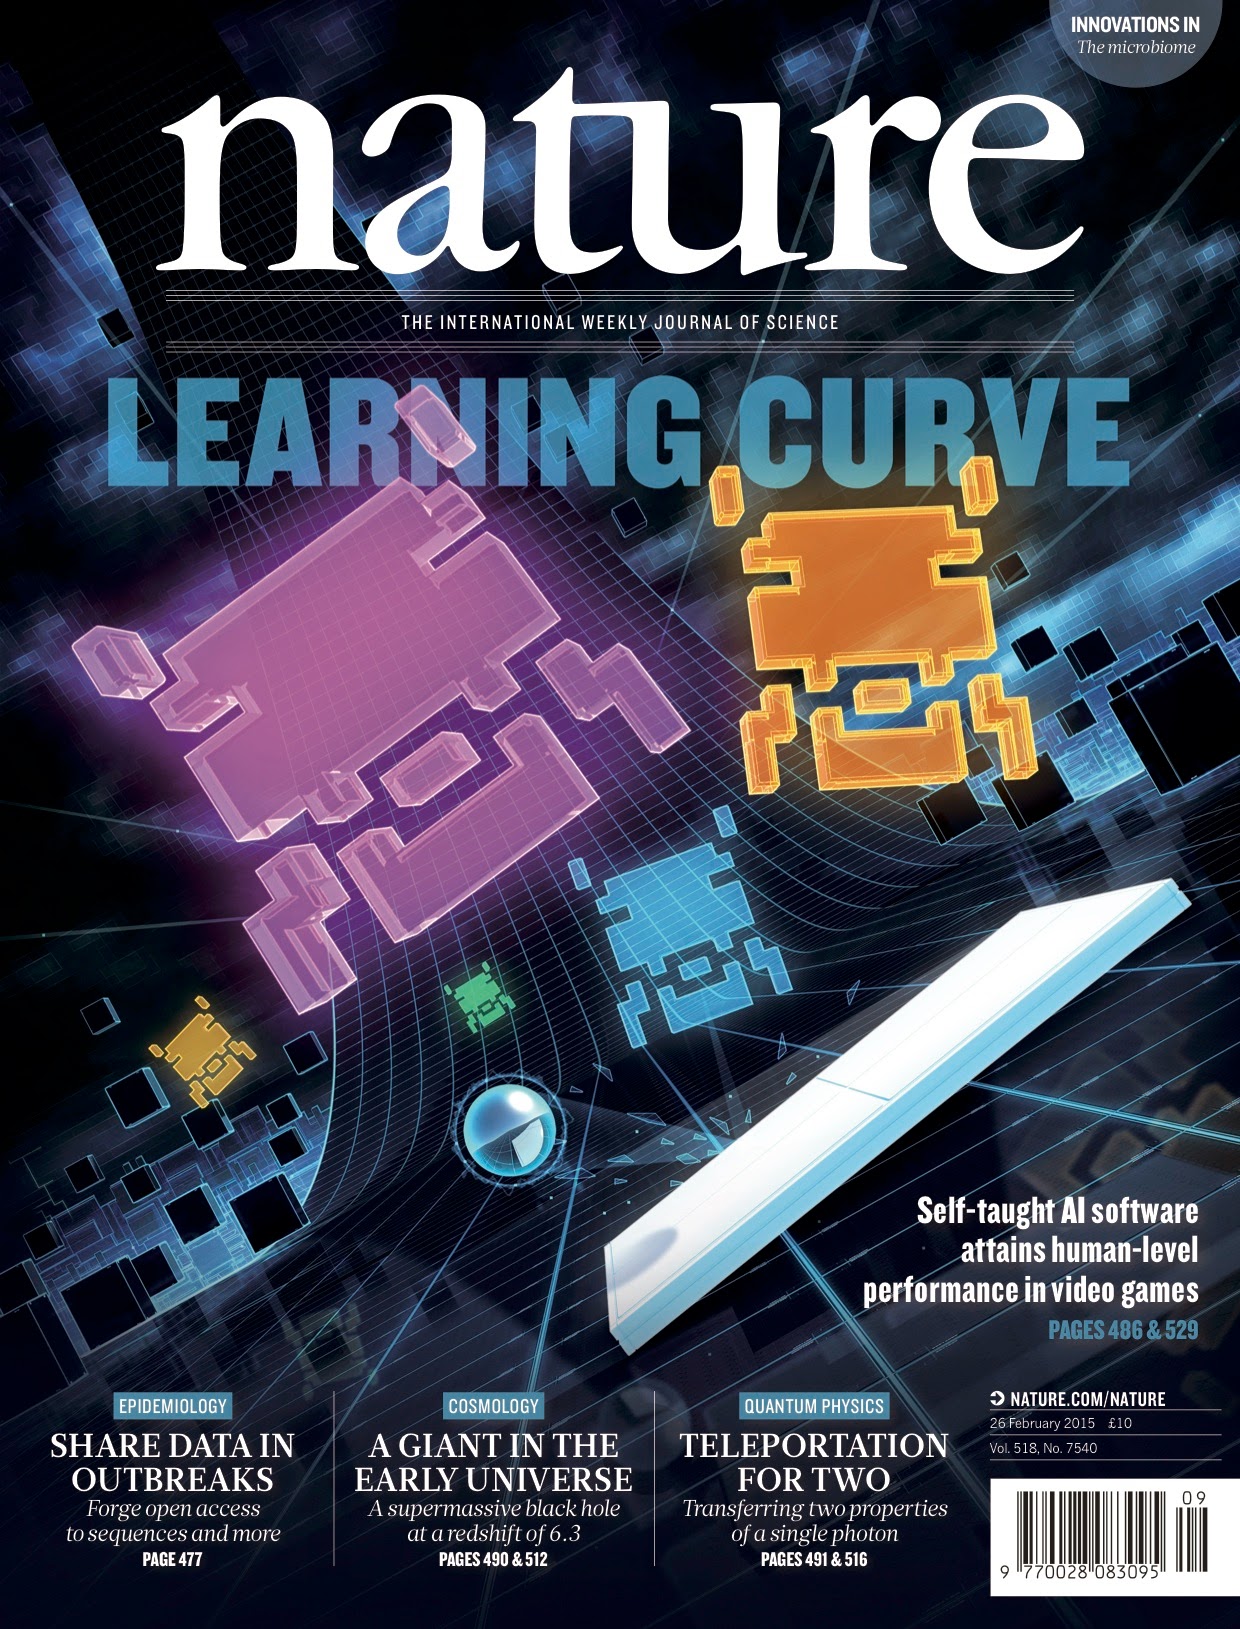 INNOVATIONS IN
The microbiome
nature
THE INTERNATIONAL WEEKLY JOURNAL OF SCIENCE
LEARNING CURVE
Self-taught AI software
attains human-level
performance in video games
PAGES 486 & 529
EPIDEMIOLOGY
SHARE DATA IN
OUTBREAKS
Forge open access
to sequences and more
PAGE 477
COSMOLOGY
A GIANT IN THE
EARLY UNIVERSE
A supermassive black hole
at a redshift of 6.3
PAGES 490 & 512
QUANTUM PHYSICS
TELEPORTATION
FOR TWO
Transferring two properties
of a single photon
PAGES 491 & 516
NATURE.COM/NATURE
26 February 2015 £10
Vol. 518, No. 7540
09
9 770028 083095